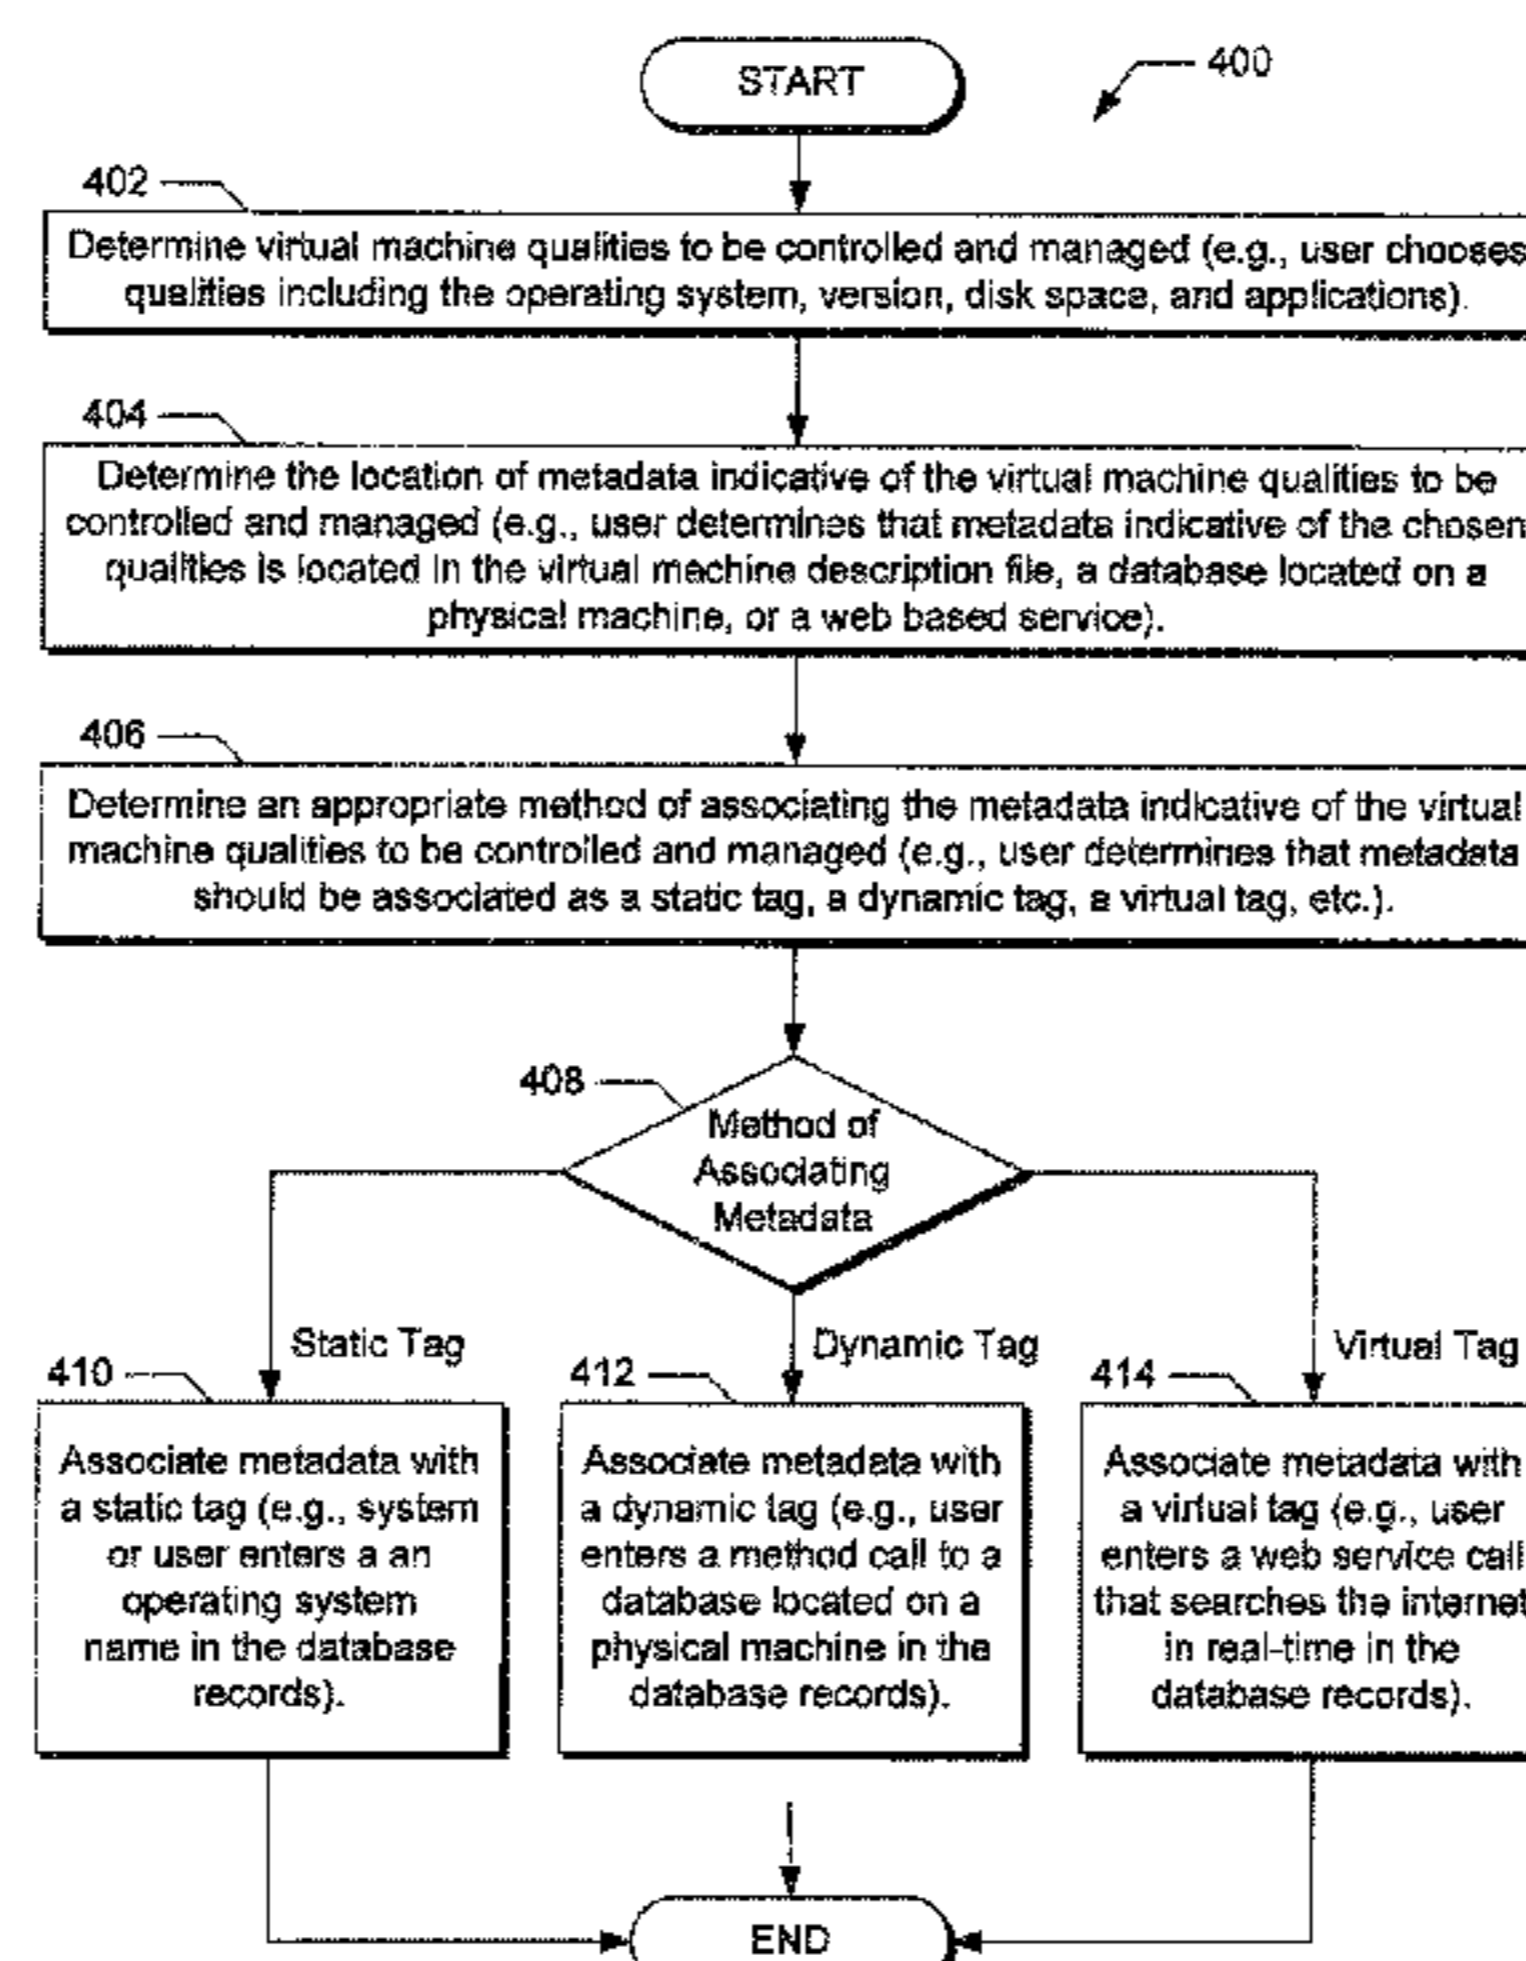 START
400
402
Determine virtual machine qualities to be controlled and managed (e.g., user chooses
qualities including the operating system, version, disk space, and applications).
404
Determine the location of metadata indicative of the virtual machine qualities to be
controlled and managed (e.g., user determines that metadata indicative of the chosen
qualities is located in the virtual machine description file, a database located on a
physical machine, or a web based service).
406
Determine an appropriate method of associating the metadata indicative of the virtual
machine qualities to be controlled and managed (e.g., user determines that metadata
should be associated as a static tag, a dynamic tag, a virtual tag, etc.).
408
Method of
Associating
Metadata
Static Tag
Dynamic Tag
Virtual Tag
410
Associate metadata with
a static tag (e.g., system
or user enters a an
operating system
name in the database
records).
412
Associate metadata with
a dynamic tag (e.g., user
enters a method call to a
database located on a
physical machine in the
database records).
414
Associate metadata with
a virtual tag (e.g., user
enters a web service call
that searches the internet
in real-time in the
database records).
END